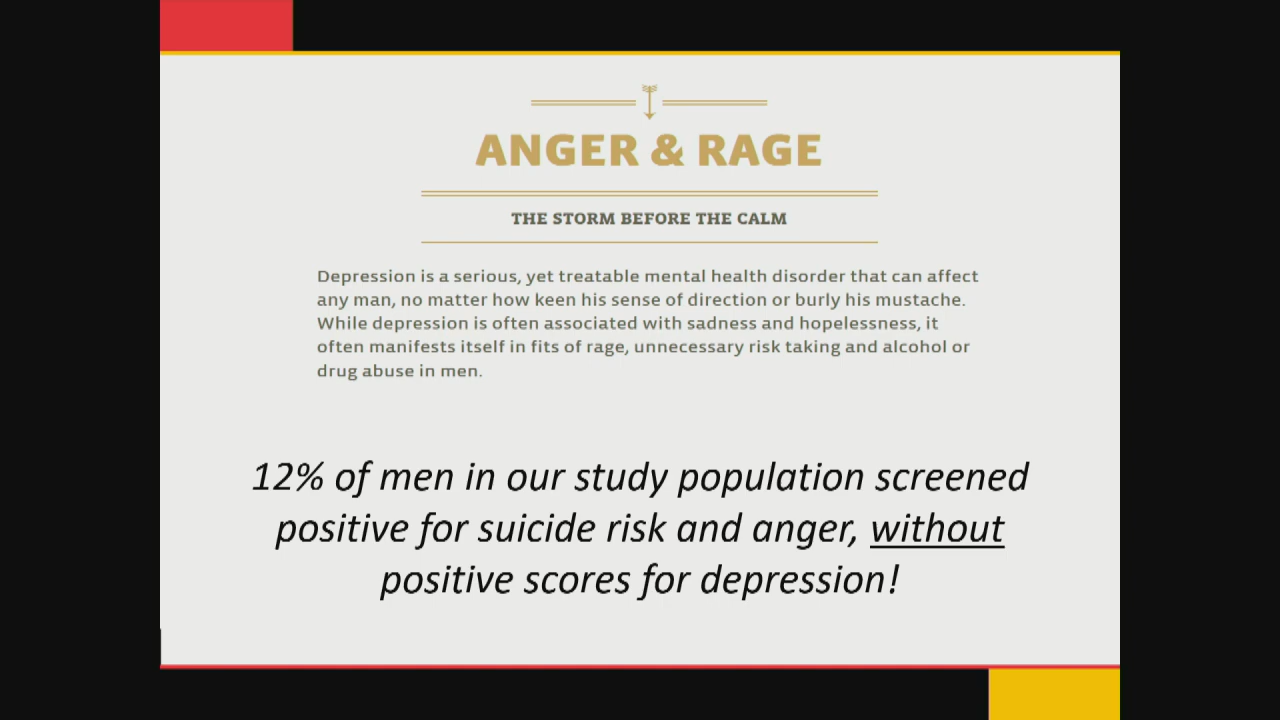 ANGER & RAGE
THE STORM BEFORE THE CALM
Depression is a serious, yet treatable mental health disorder that can affect
any man, no matter how keen his sense of direction or burly his mustache.
While depression is often associated with sadness and hopelessness, it
often manifests itself in fits of rage, unnecessary risk taking and alcohol or
drug abuse in men.
12% of men in our study population screened
positive for suicide risk and anger, without
positive scores for depression!